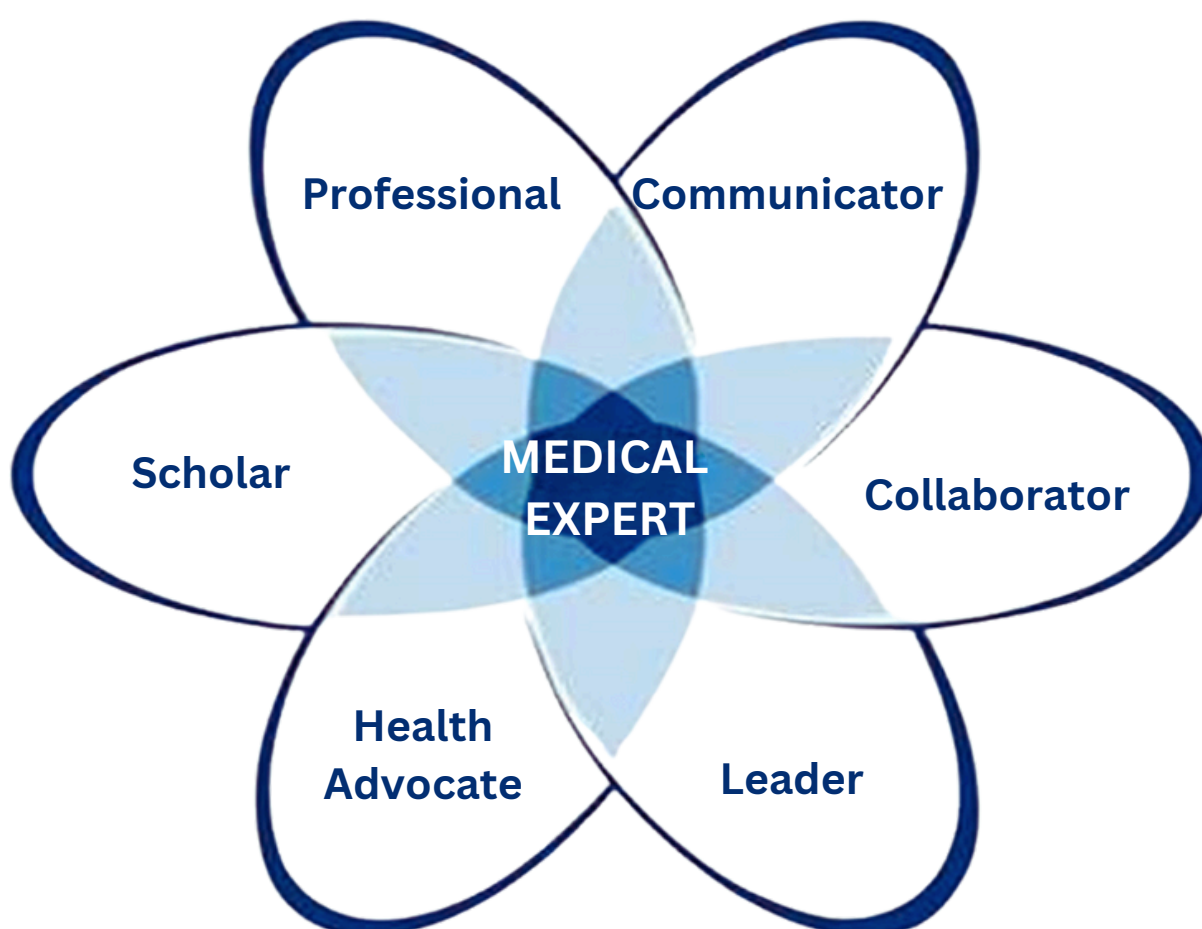 Professional
Communicator
Scholar
MEDICAL
EXPERT
Collaborator
Health
Advocate
Leader